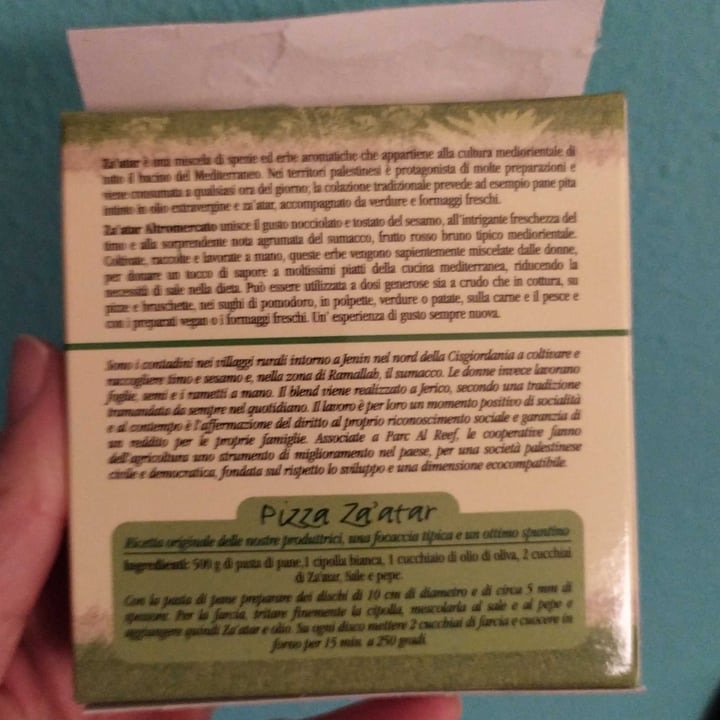 Za'atar è una miscela di spezie ed erbe aromatiche che appartiene alla cultura mediorientale di
tutto il bacino del Mediterraneo. Nei territori palestinesi è protagonista di molte preparazioni e
viene consumata a qualsiasi ora del giorno; la colazione tradizionale prevede ad esempio pane pita
intinto in olio extravergine e za'atar, accompagnato da verdure e formaggi freschi.
Za'atar Altromercato unisce il gusto nocciolato e tostato del sesamo, all'intrigante freschezza del
timo e alla sorprendente nota agrumata del sumacco, frutto rosso bruno tipico mediorientale.
Coltivate, raccolte e lavorate a mano, queste erbe vengono sapientemente miscelate dalle donne,
per donare un tocco di sapore a moltissimi piatti della cucina mediterranea, riducendo la
necessità di sale nella dieta. Può essere utilizzata a dosi generose sia a crudo che in cottura, su
pizze e bruschette, nei sughi di pomodoro, in polpette, verdure o patate, sulla carne e il pesce e
con i preparati vegan o i formaggi freschi. Un' esperienza di gusto sempre nuova.
Sono i contadini nei villaggi rurali intorno a Jenin nel nord della Cisgiordania a coltivare e
raccogliere timo e sesamo e, nella zona di Ramallah, il sumacco. Le donne invece lavorano
foglie, semi e i rametti a mano. Il blend viene realizzato a Jerico, secondo una tradizione
tramandata da sempre nel quotidiano. Il lavoro è per loro un momento positivo di socialità
e al contempo è l'affermazione del diritto al proprio riconoscimento sociale e garanzia di
un reddito per le proprie famiglie. Associate a Parc Al Reef, le cooperative fanno
dell'agricoltura uno strumento di miglioramento nel paese, per una società palestinese
civile e democratica, fondata sul rispetto lo sviluppo e una dimensione ecocompatibile.
Pizza Za'atar
Ricetta originale delle nostre produttrici, una focaccia tipica e un ottimo spuntino
Ingredienti: 500 g di pasta di pane,1 cipolla bianca, 1 cucchiaio di olio di oliva, 2 cucchiai
di Za'atar, Sale e pepe.
Con la pasta di pane preparare dei dischi di 10 cm di diametro e di circa 5 mm di
spessore. Per la farcia, tritare finemente la cipolla, mescolarla al sale e al pepe e
aggiungere quindi Za'atar e olio. Su ogni disco mettere 2 cucchiai di farcia e cuocere in
forno per 15 min. a 250 gradi.